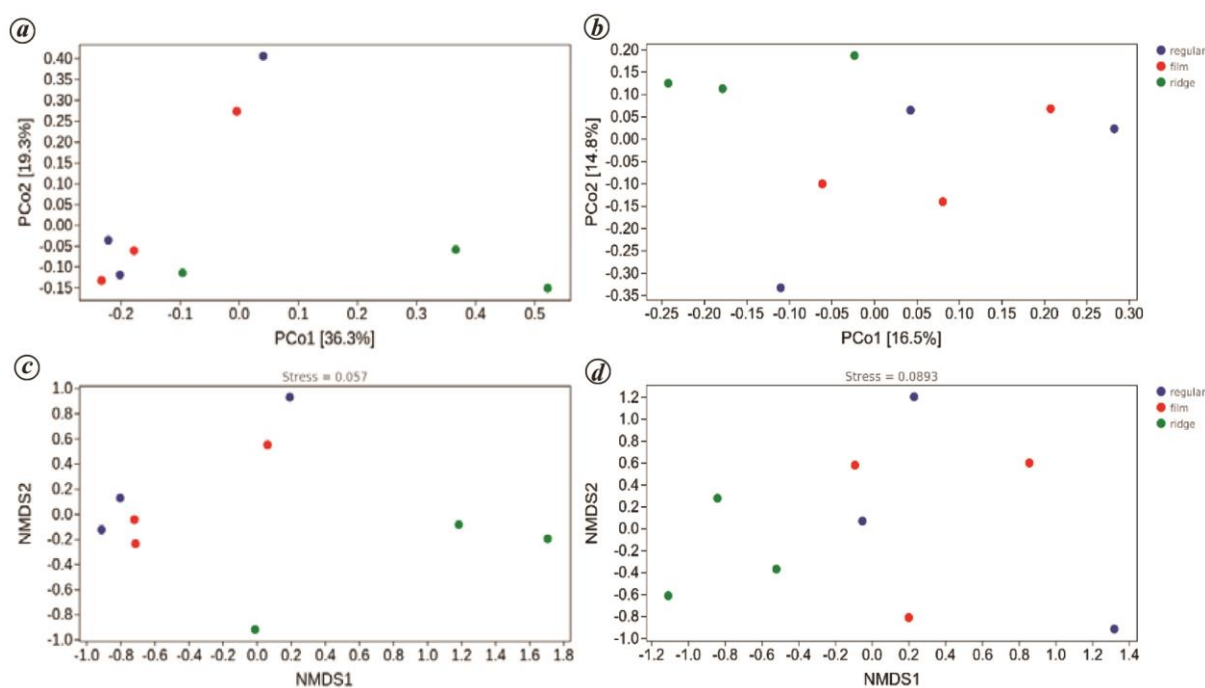 a
b
0.40
0.35
0.30
0.25
0.20
0.15
0.10
0.05
0.00
-0.05
-0.10
-0.15
PCo2 [19.3%]
-0.2 -0.1 0.0 0.1 0.2 0.3 0.4 0.5
PCo1 [36.3%]
0.20
0.15
0.10
0.05
0.00
-0.05
-0.10
-0.15
-0.20
-0.25
-0.30
-0.35
PCo2 [14.8%]
-0.25 -0.20 -0.15 -0.10 -0.05 0.00 0.05 0.10 0.15 0.20 0.25 0.30
PCo1 [16.5%]
regular
film
ridge
c
Stress = 0.057
1.0
0.8
0.6
0.4
0.2
0.0
-0.2
-0.4
-0.6
-0.8
-1.0
NMDS2
-1.0 -0.8 -0.6 -0.4 -0.2 0.0 0.2 0.4 0.6 0.8 1.0 1.2 1.4 1.6 1.8
NMDS1
d
Stress = 0.0893
1.2
1.0
0.8
0.6
0.4
0.2
0.0
-0.2
-0.4
-0.6
-0.8
-1.0
NMDS2
-1.2 -1.0 -0.8 -0.6 -0.4 -0.2 0.0 0.2 0.4 0.6 0.8 1.0 1.2 1.4
NMDS1
regular
film
ridge